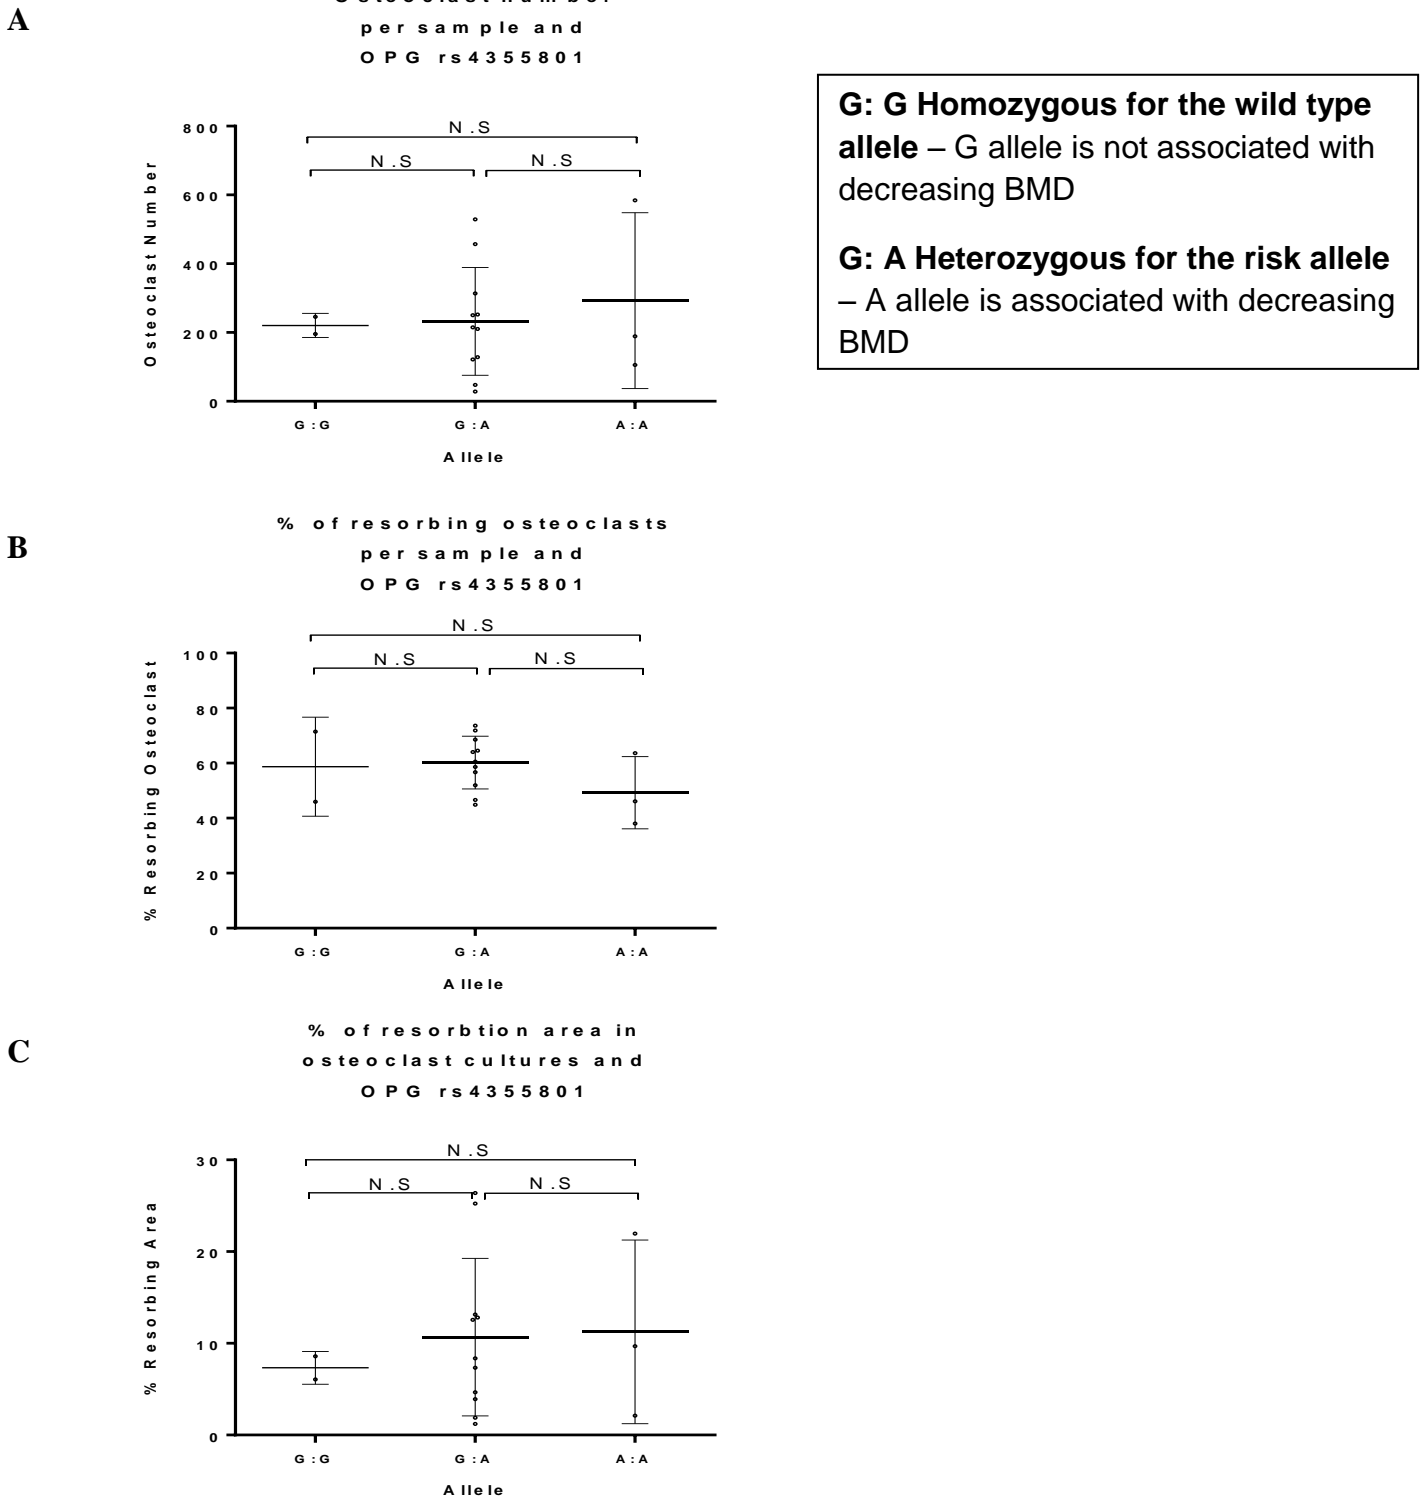 A
Osteoclast number
per sample and
OPG rs4355801
N.S
N.S N.S
800
600
400
200
0
Osteoclast Number
G:G G:A A:A
Allele
G: G Homozygous for the wild type
allele – G allele is not associated with
decreasing BMD
G: A Heterozygous for the risk allele
– A allele is associated with decreasing
BMD
B
% of resorbing osteoclasts
per sample and
OPG rs4355801
N.S
N.S N.S
100
80
60
40
20
0
% Resorbing Osteoclast
G:G G:A A:A
Allele
C
% of resorbtion area in
osteoclast cultures and
OPG rs4355801
N.S
N.S N.S
30
20
10
0
% Resorbing Area
G:G G:A A:A
Allele